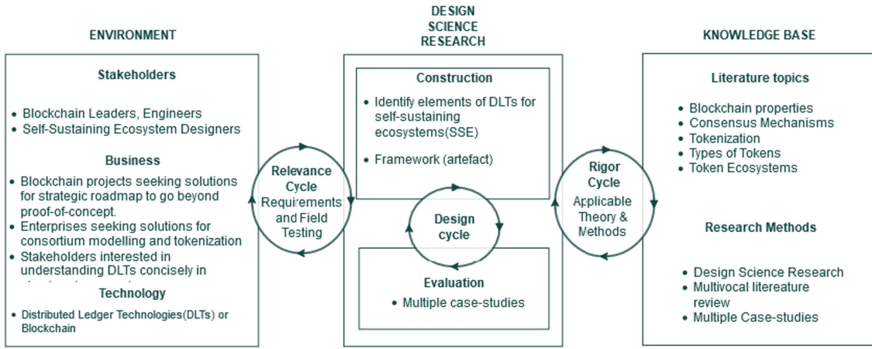 ENVIRONMENT
Stakeholders
• Blockchain Leaders, Engineers
• Self-Sustaining Ecosystem Designers
Business
• Blockchain projects seeking solutions
for strategic roadmap to go beyond
proof-of-concept.
• Enterprises seeking solutions for
consortium modelling and tokenization
• Stakeholders interested in
understanding DLTs concisely in
Technology
• Distributed Ledger Technologies(DLTs) or
Blockchain
Relevance
Cycle
Requirements
and Field
Testing
DESIGN
SCIENCE
RESEARCH
Construction
• Identify elements of DLTs for
self-sustaining
ecosystems(SSE)
• Framework (artefact)
Design
cycle
Evaluation
• Multiple case-studies
Rigor
Cycle
Applicable
Theory &
Methods
KNOWLEDGE BASE
Literature topics
• Blockchain properties
• Consensus Mechanisms
• Tokenization
• Types of Tokens
• Token Ecosystems
Research Methods
• Design Science Research
• Multivocal litereature
review
• Multiple Case-studies